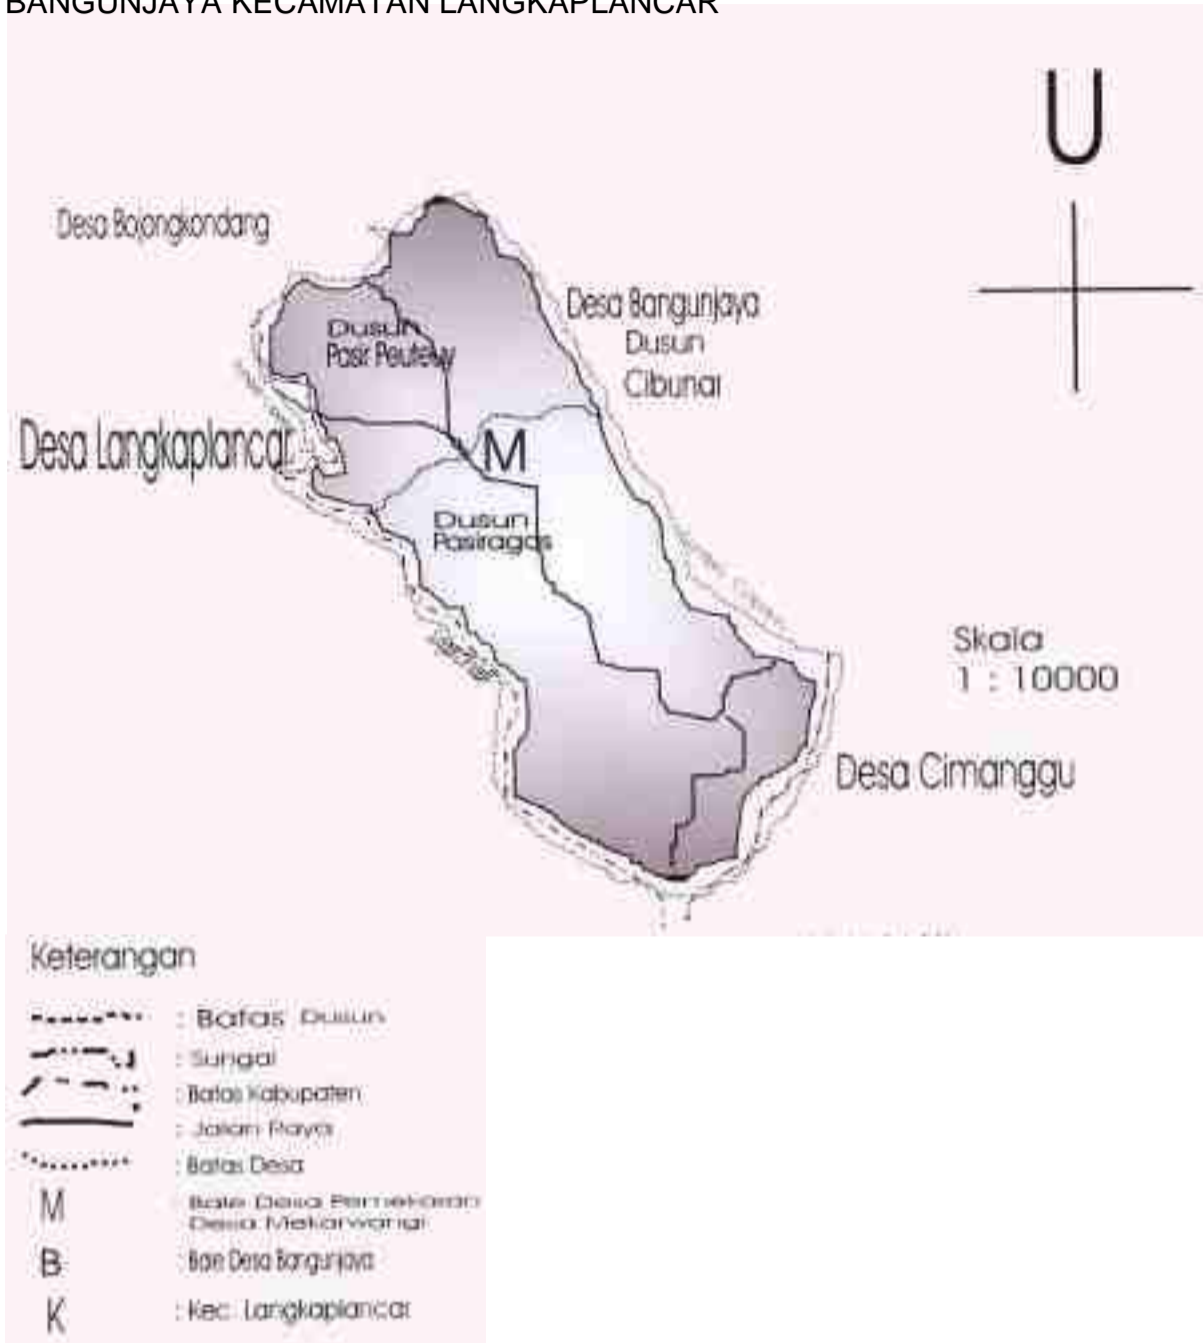 BANGUNJAYA KECAMATAN LANGKAPLANCAR
U
Desa Bojongkondang
Desa Bangunjaya
Dusun
Cibunar
Dusun
Pasir Peuteuy
Desa Langkaplancar
M
Dusun
Pasiragas
Skala
1 : 10000
Desa Cimanggu
Keterangan
: Batas Dusun
: Sungai
: Batas Kabupaten
: Jalan Raya
: Batas Desa
M : Bale Desa Pemekaran
Desa Mekarwangi
B : Bale Desa Bangunjaya
K : Kec. Langkaplancar